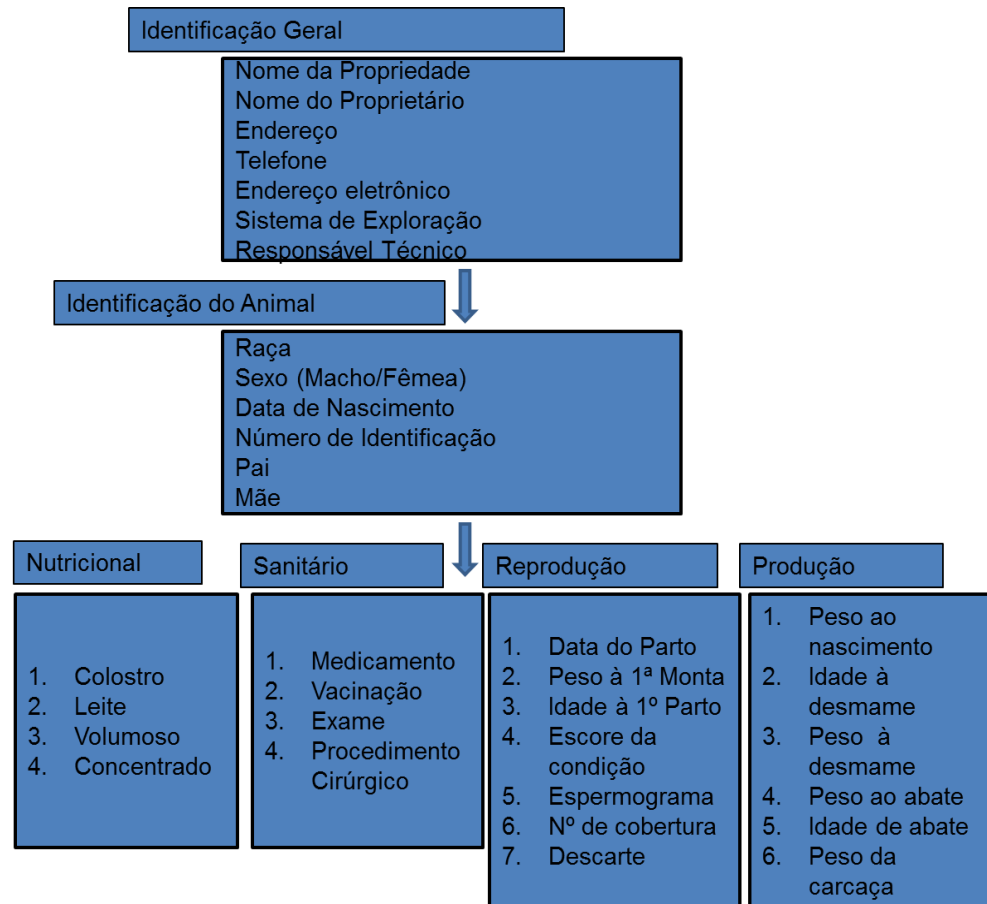 Identificação Geral
Nome da Propriedade
Nome do Proprietário
Endereço
Telefone
Endereço eletrônico
Sistema de Exploração
Responsável Técnico
Identificação do Animal
Raça
Sexo (Macho/Fêmea)
Data de Nascimento
Número de Identificação
Pai
Mãe
Nutricional
1. Colostro
2. Leite
3. Volumoso
4. Concentrado
Sanitário
1. Medicamento
2. Vacinação
3. Exame
4. Procedimento
Cirúrgico
Reprodução
1. Data do Parto
2. Peso à 1ª Monta
3. Idade à 1º Parto
4. Escore da
condição
5. Espermograma
6. Nº de cobertura
7. Descarte
Produção
1. Peso ao
nascimento
2. Idade à
desmame
3. Peso à
desmame
4. Peso ao abate
5. Idade de abate
6. Peso da
carcaça